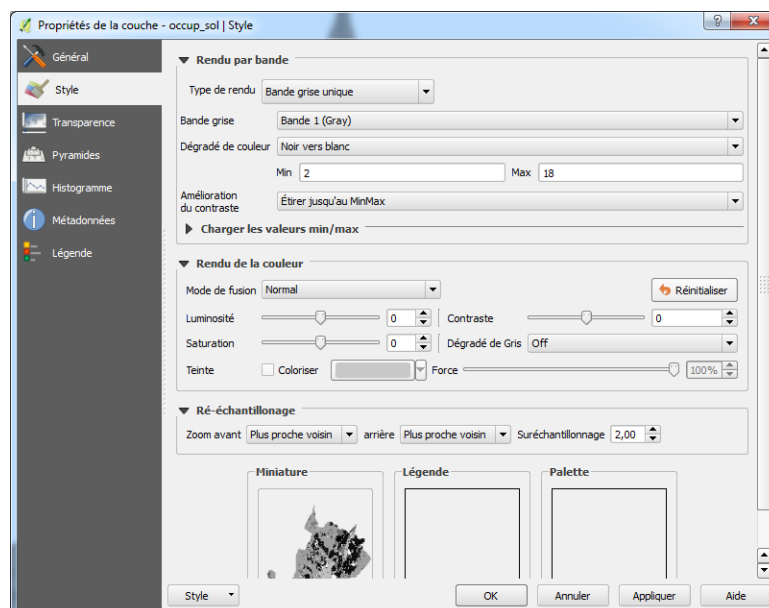 Propriétés de la couche - occup_sol | Style
Général
Style
Transparence
Pyramides
Histogramme
Métadonnées
Légende
Rendu par bande
Type de rendu Bande grise unique
Bande grise Bande 1 (Gray)
Dégradé de couleur Noir vers blanc
Min 2 Max 18
Amélioration
du contraste Étirer jusqu'au MinMax
Charger les valeurs min/max
Rendu de la couleur
Mode de fusion Normal Réinitialiser
Luminosité 0 Contraste 0
Saturation 0 Dégradé de Gris Off
Teinte Coloriser Force 100%
Ré-échantillonage
Zoom avant Plus proche voisin arrière Plus proche voisin Suréchantillonnage 2,00
Miniature Légende Palette
Style OK Annuler Appliquer Aide